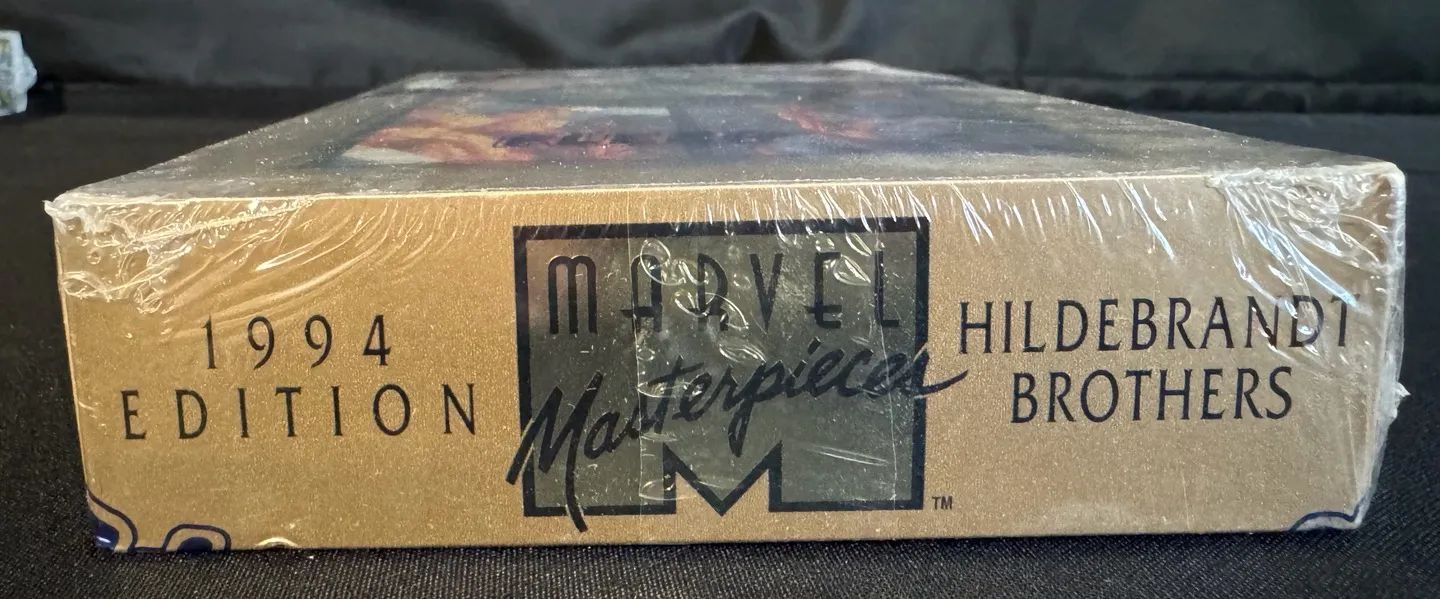 1994
EDITION
MARVEL
Masterpieces
TM
HILDEBRANDT
BROTHERS